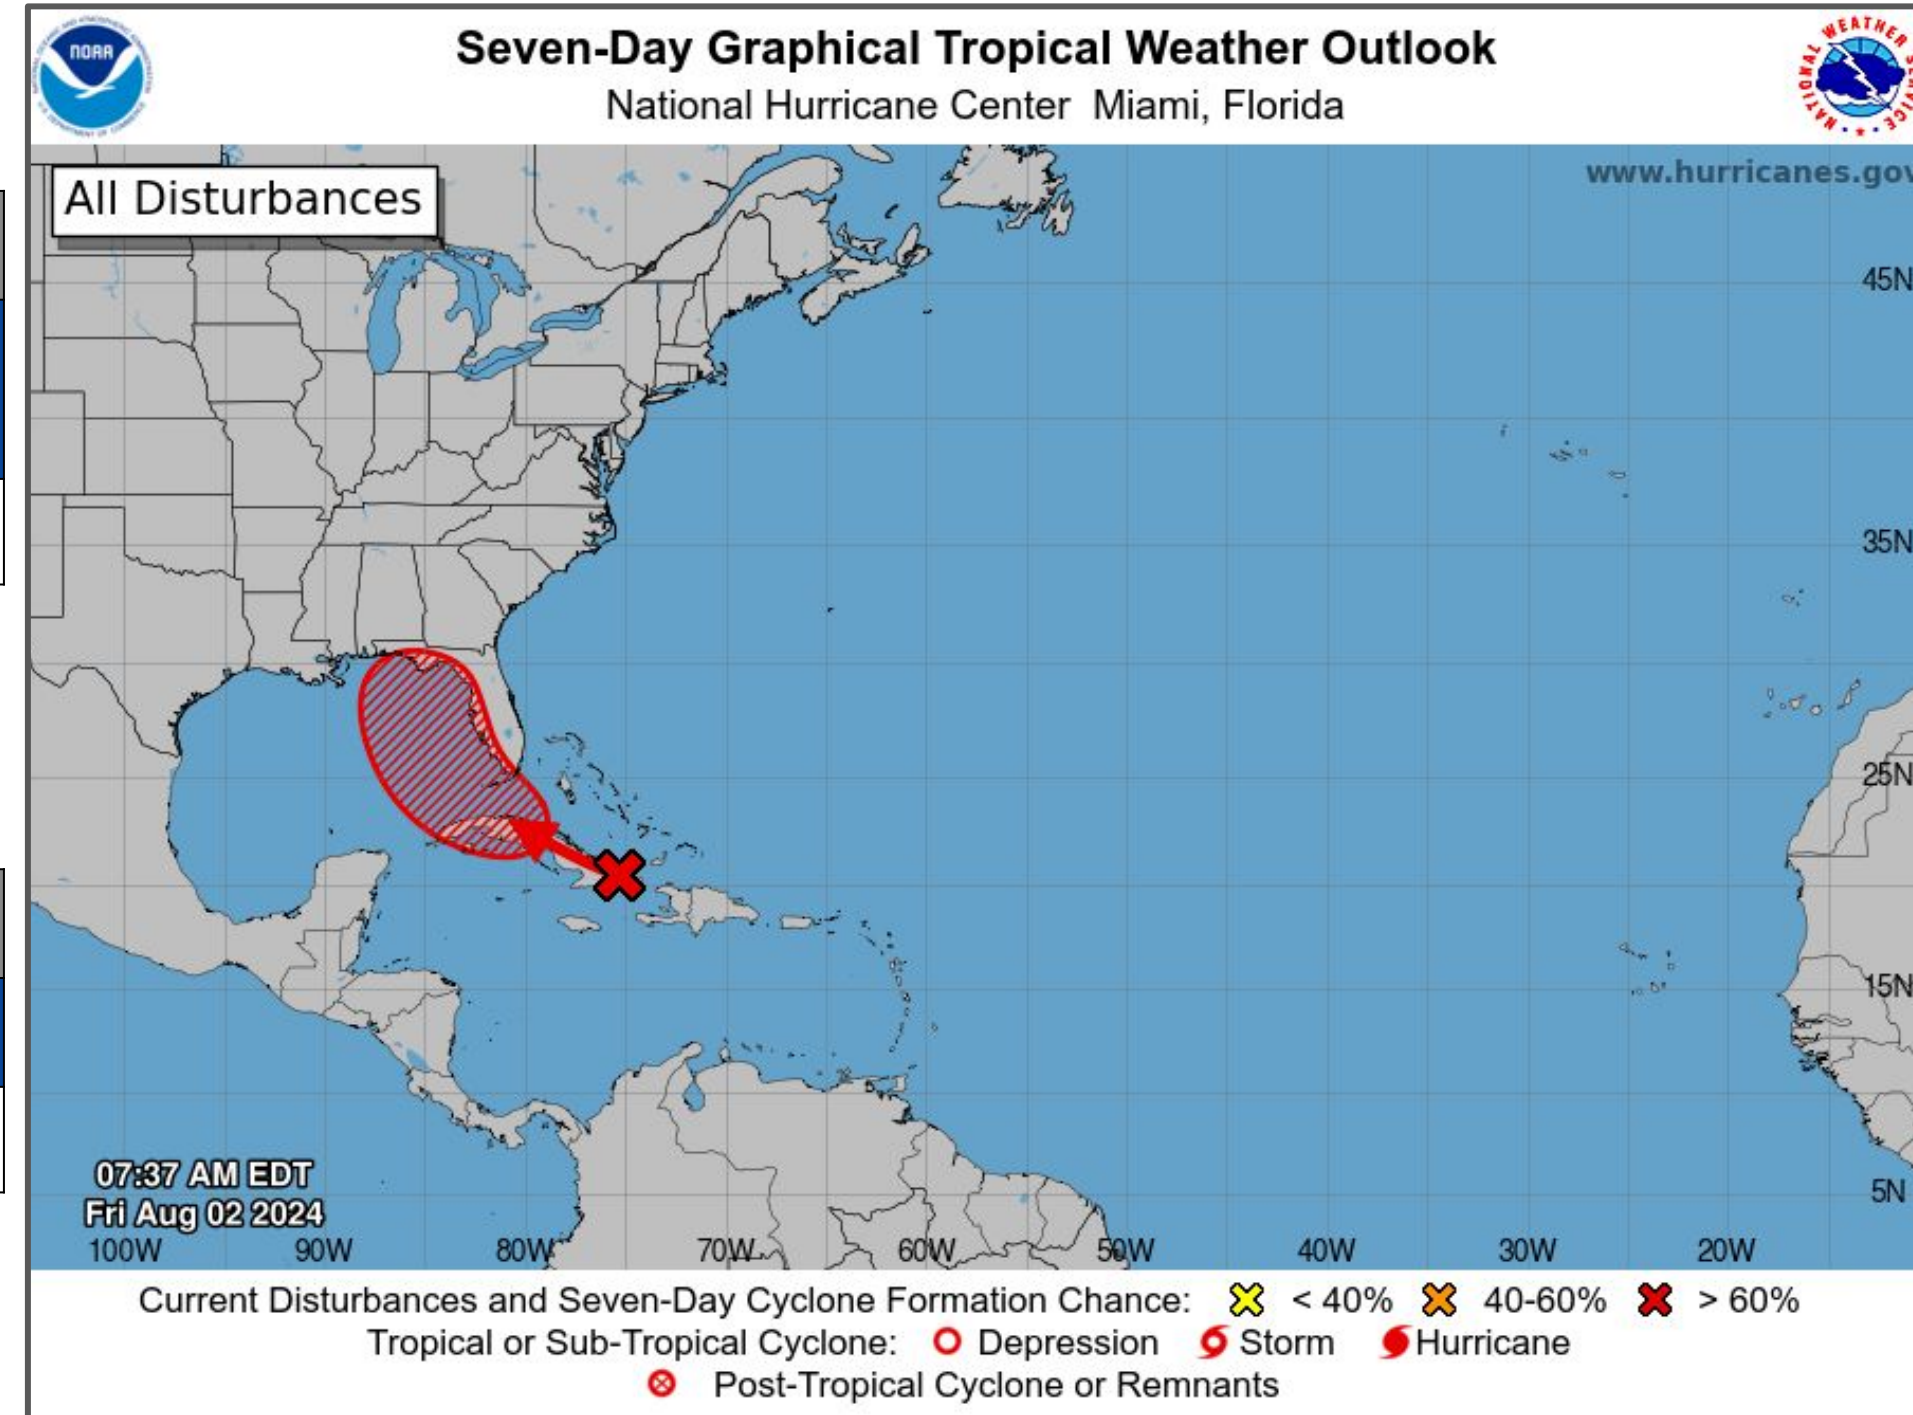 Seven-Day Graphical Tropical Weather Outlook
National Hurricane Center Miami, Florida
NOAA
NATIONAL WEATHER
All Disturbances
www.hurricanes.gov
45N
35N
25N
15N
5N
07:37 AM EDT
Fri Aug 02 2024
100W 90W 80W 70W 60W 50W 40W 30W 20W
Current Disturbances and Seven-Day Cyclone Formation Chance: < 40% 40-60% > 60%
Tropical or Sub-Tropical Cyclone: Depression Storm Hurricane
Post-Tropical Cyclone or Remnants